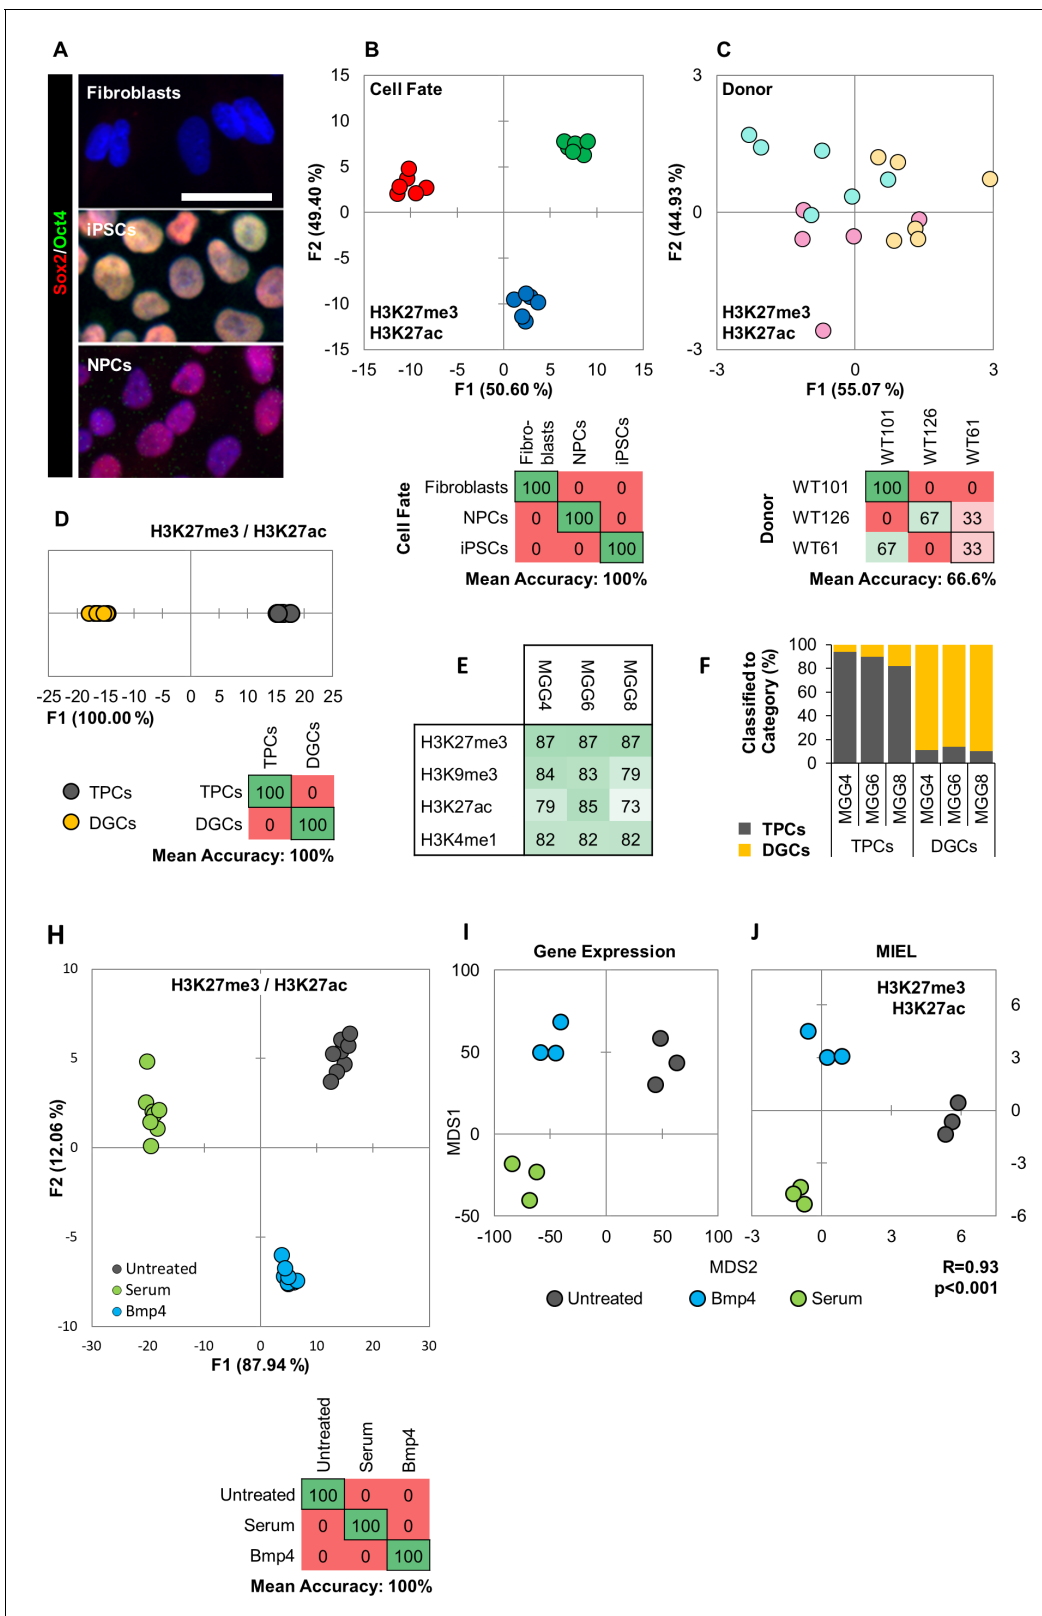 A
Sox2/Oct4
Fibroblasts
iPSCs
NPCs
B
Cell Fate
15
10
5
0
-5
-10
-15
F2 (49.40 %)
H3K27me3
H3K27ac
-15 -10 -5 0 5 10 15
F1 (50.60 %)
Fibro-
blasts
NPCs
iPSCs
Cell Fate
Fibroblasts 100 0 0
NPCs 0 100 0
iPSCs 0 0 100
Mean Accuracy: 100%
C
Donor
3
0
-3
F2 (44.93 %)
H3K27me3
H3K27ac
-3 0 3
F1 (55.07 %)
WT101
WT126
WT61
Donor
WT101 100 0 0
WT126 0 67 33
WT61 67 0 33
Mean Accuracy: 66.6%
D
H3K27me3 / H3K27ac
-25 -20 -15 -10 -5 0 5 10 15 20 25
F1 (100.00 %)
TPCs
DGCs
TPCs
DGCs
TPCs 100 0
DGCs 0 100
Mean Accuracy: 100%
E
MGG4
MGG6
MGG8
H3K27me3 87 87 87
H3K9me3 84 83 79
H3K27ac 79 85 73
H3K4me1 82 82 82
F
Classified to
Category (%)
100
80
60
40
20
0
MGG4
MGG6
MGG8
MGG4
MGG6
MGG8
TPCs DGCs
TPCs
DGCs
H
H3K27me3 / H3K27ac
10
5
0
-5
-10
F2 (12.06 %)
Untreated
Serum
Bmp4
-30 -20 -10 0 10 20 30
F1 (87.94 %)
Untreated
Serum
Bmp4
Untreated 100 0 0
Serum 0 100 0
Bmp4 0 0 100
Mean Accuracy: 100%
I
Gene Expression
100
50
0
-50
MDS1
-100 -50 0 50 100
J
MIEL
H3K27me3
H3K27ac
6
3
0
-3
-6
-3 0 3 6
MDS2
R=0.93
p<0.001
Untreated Bmp4 Serum